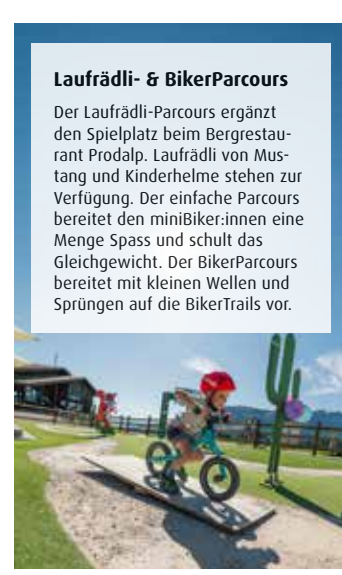 Laufrädli- & BikerParcours
Der Laufrädli-Parcours ergänzt
den Spielplatz beim Bergrestau-
rant Prodalp. Laufrädli von Mus-
tang und Kinderhelme stehen zur
Verfügung. Der einfache Parcours
bereitet den miniBiker:innen eine
Menge Spass und schult das
Gleichgewicht. Der BikerParcours
bereitet mit kleinen Wellen und
Sprüngen auf die BikerTrails vor.